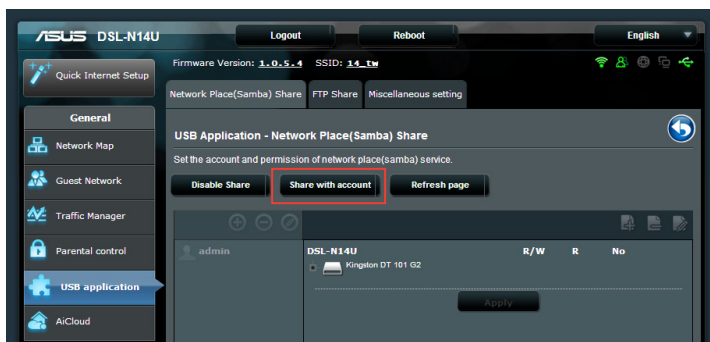 ASUS DSL-N14U Logout Reboot English
Quick Internet Setup
Firmware Version: 1.0.5.4 SSID: 14_tw
Network Place(Samba) Share FTP Share Miscellaneous setting
General
Network Map
Guest Network
Traffic Manager
Parental control
USB application
AiCloud
USB Application - Network Place(Samba) Share
Set the account and permission of network place(samba) service.
Disable Share Share with account Refresh page
admin
DSL-N14U R/W R No
Kingston DT 101 G2
Apply